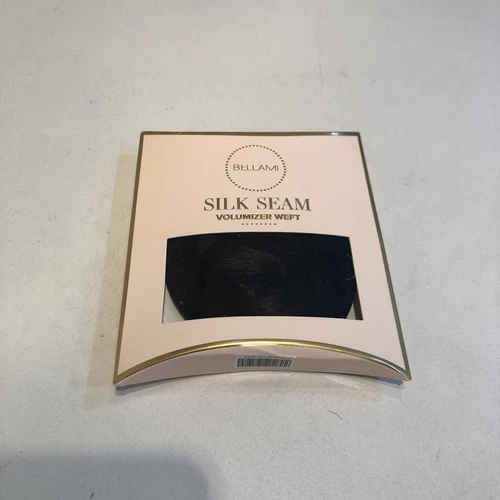 BELLAMI
SILK SEAM
VOLUMIZER WEFT